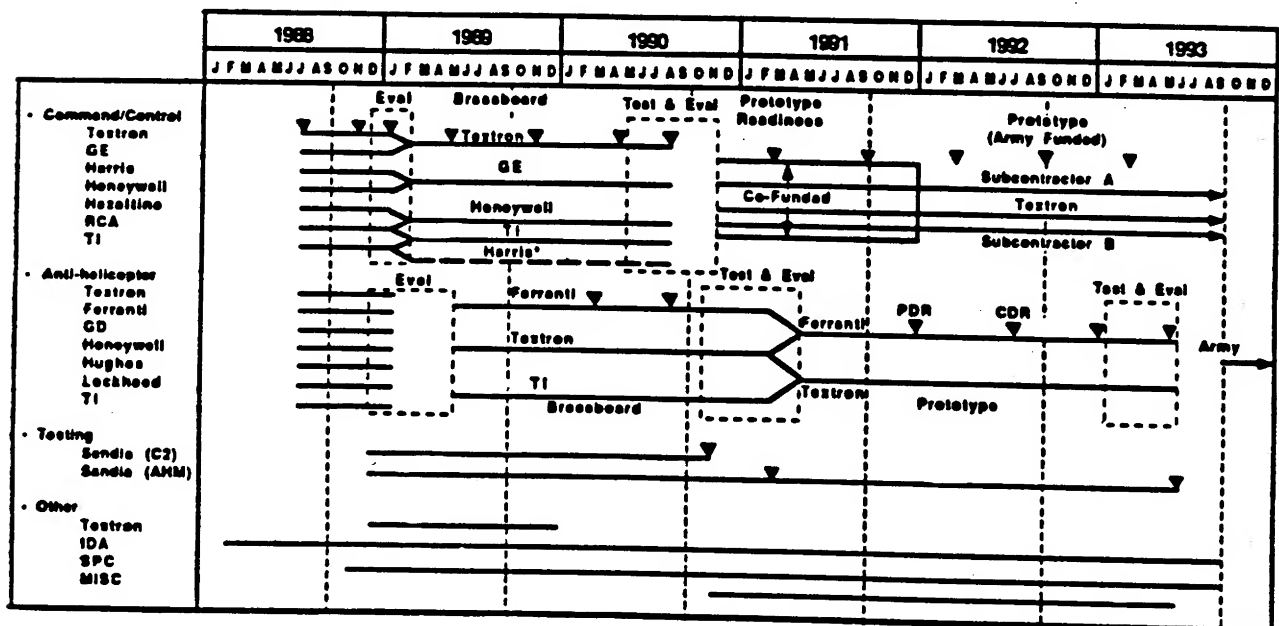 1988 1989 1990 1991 1992 1993
J F M A M J J A S O N D J F M A M J J A S O N D J F M A M J J A S O N D J F M A M J J A S O N D J F M A M J J A S O N D J F M A M J J A S O N D
• Command/Control
Textron
GE
Harris
Honeywell
Hazeltine
RCA
TI
Eval
Brassboard
Test & Eval
Prototype
Readiness
Prototype
(Army Funded)
Textron
GE
Honeywell
TI
Harris*
Co-Funded
Subcontractor A
Textron
Subcontractor B
• Anti-helicopter
Textron
Ferranti
GD
Honeywell
Hughes
Lockheed
TI
Eval
Ferranti
Textron
TI
Brassboard
Test & Eval
Ferranti
Textron
PDR
CDR
Prototype
Test & Eval
Army
• Testing
Sandia (C2)
Sandia (AHM)
• Other
Textron
IDA
SPC
MISC